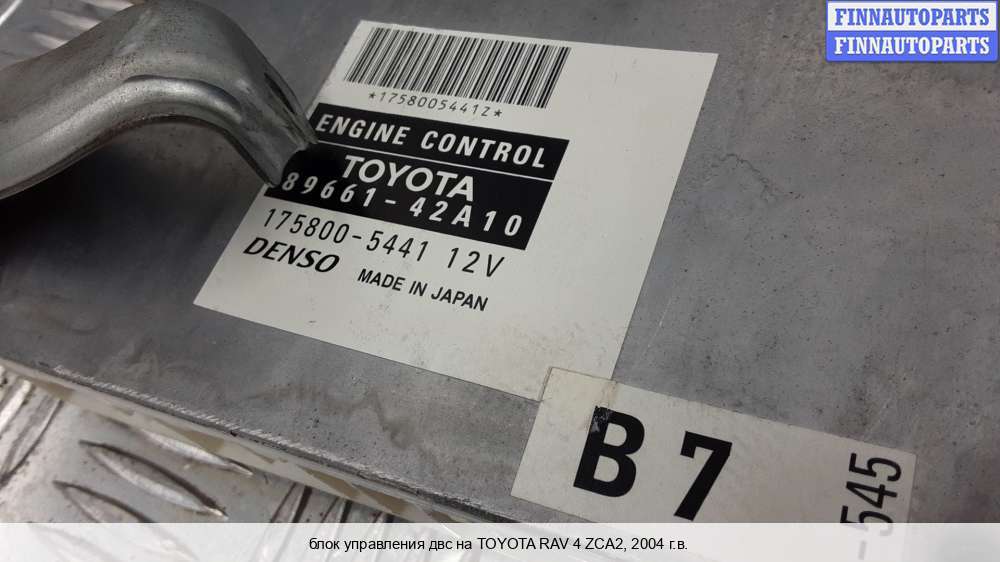 FINNAUTOPARTS
FINNAUTOPARTS
*17580054412*
ENGINE CONTROL
TOYOTA
89661-42A10
175800-5441 12V
DENSO MADE IN JAPAN
B7
-545
блок управления двс на TOYOTA RAV 4 ZCA2, 2004 г.в.